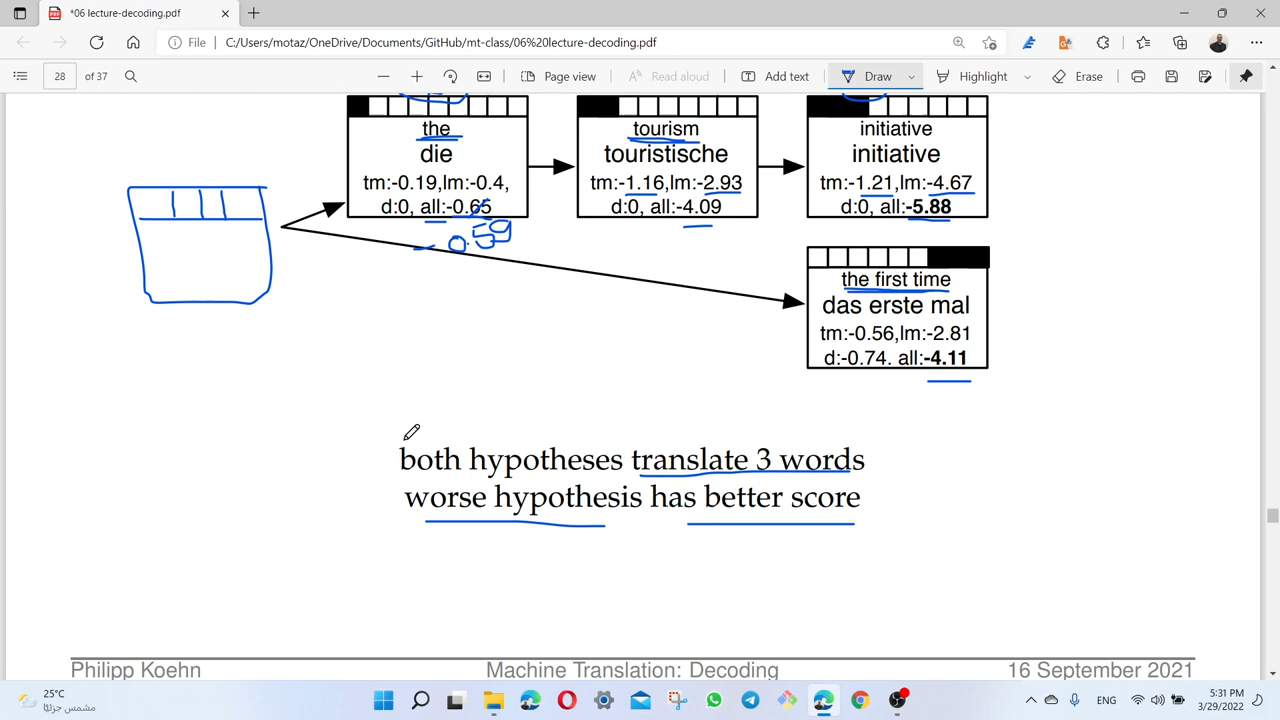 *06 lecture-decoding.pdf
File C:/Users/motaz/OneDrive/Documents/GitHub/mt-class/06%20lecture-decoding.pdf
28 of 37 Page view Read aloud Add text Draw Highlight Erase
the
die
tm:-0.19,lm:-0.4,
d:0, all:-0.65
-0.59
tourism
touristische
tm:-1.16,lm:-2.93
d:0, all:-4.09
initiative
initiative
tm:-1.21,lm:-4.67
d:0, all:-5.88
the first time
das erste mal
tm:-0.56,lm:-2.81
d:-0.74. all:-4.11
both hypotheses translate 3 words
worse hypothesis has better score
Philipp Koehn Machine Translation: Decoding 16 September 2021
25°C
مشمس جزئيًا
ENG
5:31 PM
3/29/2022